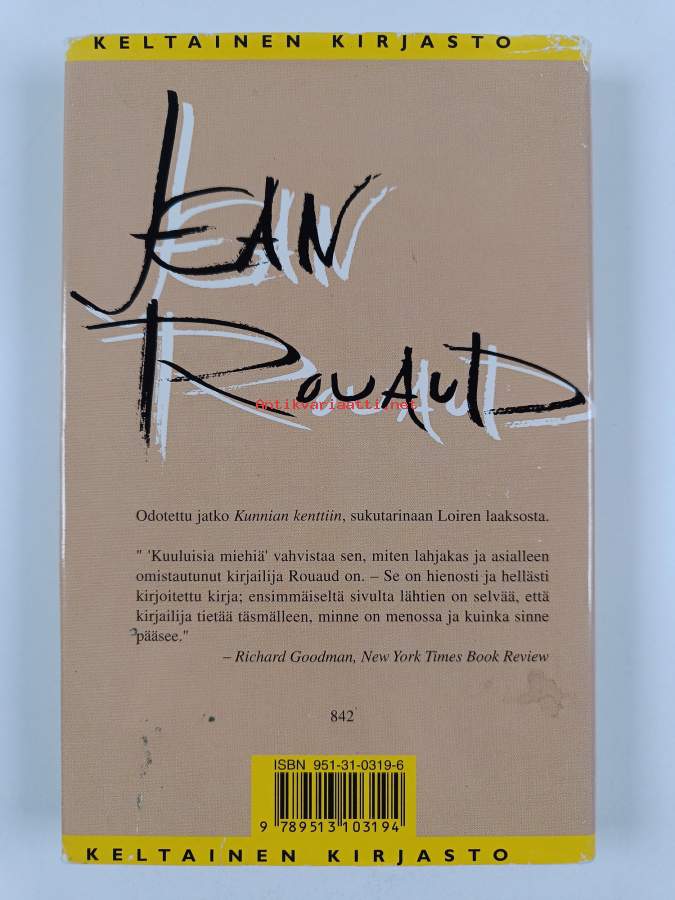 KELTAINEN KIRJASTO
JEAN
ROUAUD
Antikvariaatti.net
Odotettu jatko Kunnian kenttiin, sukutarinaan Loiren laaksosta.
" 'Kuuluisia miehiä' vahvistaa sen, miten lahjakas ja asialleen
omistautunut kirjailija Rouaud on. – Se on hienosti ja hellästi
kirjoitettu kirja; ensimmäiseltä sivulta lähtien on selvää, että
kirjailija tietää täsmälleen, minne on menossa ja kuinka sinne
pääsee."
– Richard Goodman, New York Times Book Review
842
ISBN 951-31-0319-6
9 789513 103194
KELTAINEN KIRJASTO